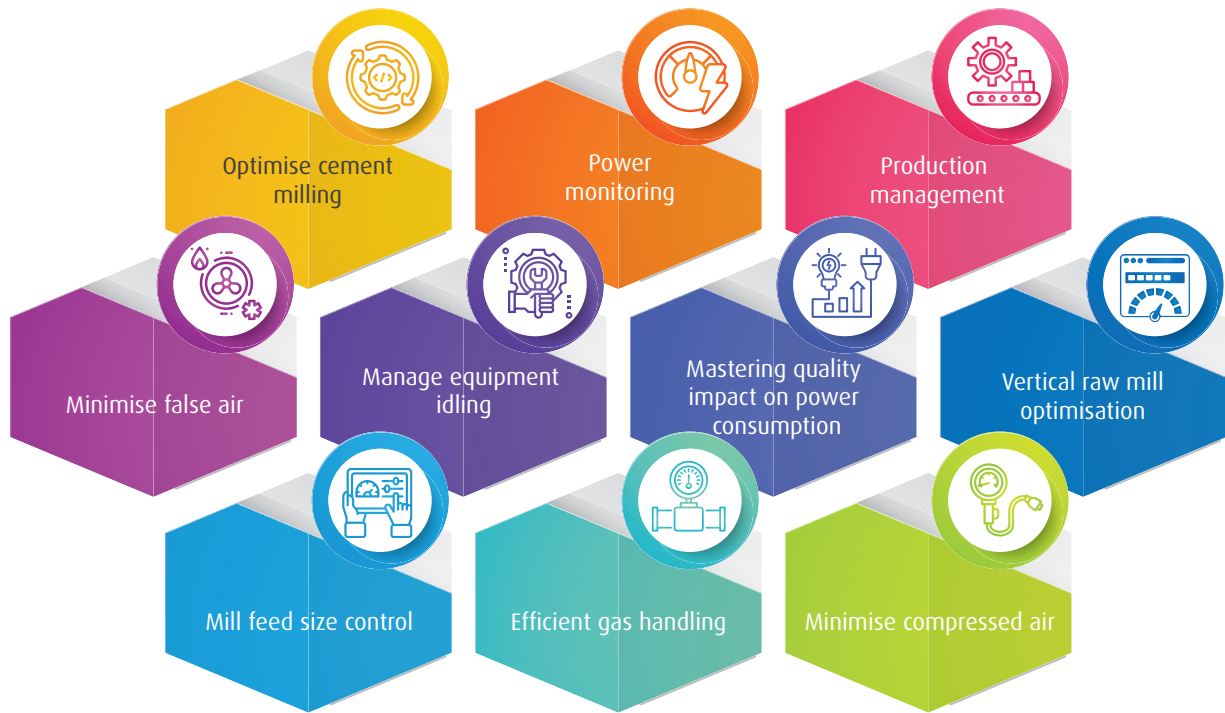 Optimise cement
milling
Power
monitoring
Production
management
Minimise false air
Manage equipment
idling
Mastering quality
impact on power
consumption
Vertical raw mill
optimisation
Mill feed size control
Efficient gas handling
Minimise compressed air